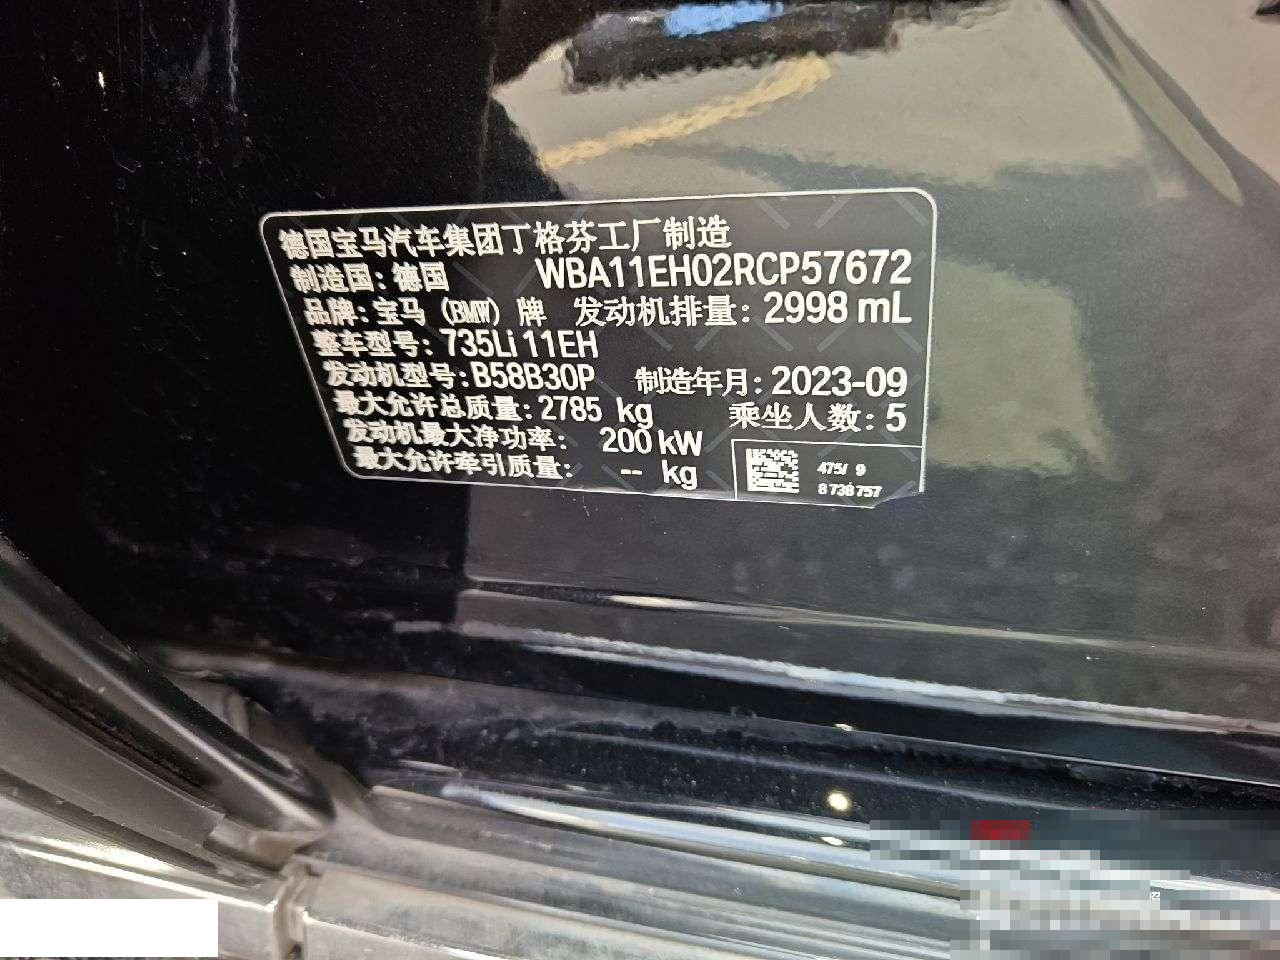 德国宝马汽车集团丁格芬工厂制造
制造国：德国 WBA11EH02RCP57672
品牌：宝马（BMW）牌 发动机排量：2998 mL
整车型号：735Li 11EH
发动机型号：B58B30P 制造年月：2023-09
最大允许总质量：2785 kg 乘坐人数：5
发动机最大净功率： 200 kW
最大允许牵引质量： -- kg
475/ 9
8738757